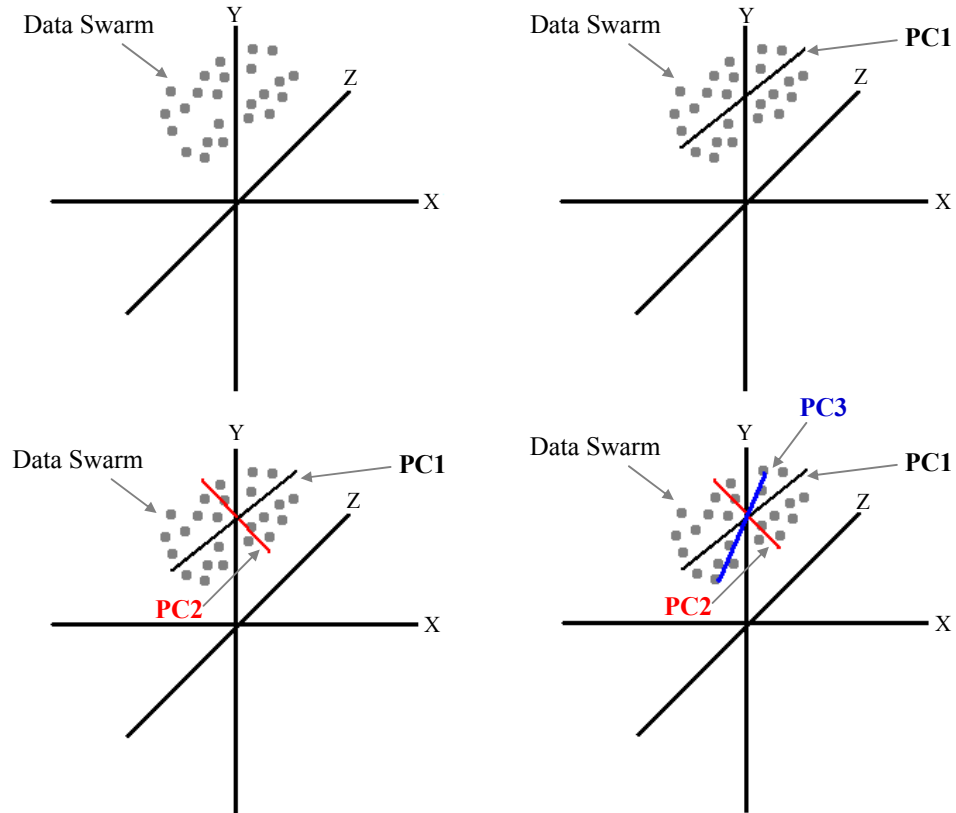 Y
Data Swarm
Z
X
Y
PC1
Data Swarm
Z
X
Y
Data Swarm
PC1
Z
PC2
X
PC3
Y
Data Swarm
PC1
Z
PC2
X